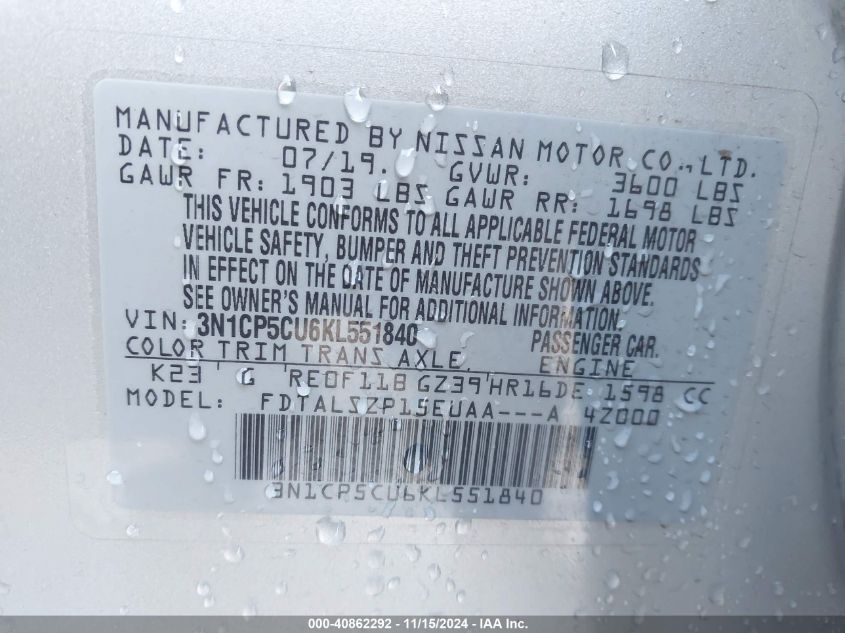 MANUFACTURED BY NISSAN MOTOR CO., LTD.
DATE: 07/19. GVWR: 3600 LBS
GAWR FR: 1903 LBS GAWR RR: 1698 LBS
THIS VEHICLE CONFORMS TO ALL APPLICABLE FEDERAL MOTOR
VEHICLE SAFETY, BUMPER AND THEFT PREVENTION STANDARDS
IN EFFECT ON THE DATE OF MANUFACTURE SHOWN ABOVE.
SEE OWNER'S MANUAL FOR ADDITIONAL INFORMATION.
VIN: 3N1CP5CU6KL551840 PASSENGER CAR.
COLOR TRIM TRANS AXLE ENGINE
K23 G RE0F11B GZ39 HR16DE 1598 CC
MODEL: FDTALSZP15EUAA---A 4Z000
3N1CP5CU6KL551840
000-40862292 - 11/15/2024 - IAAI Inc.